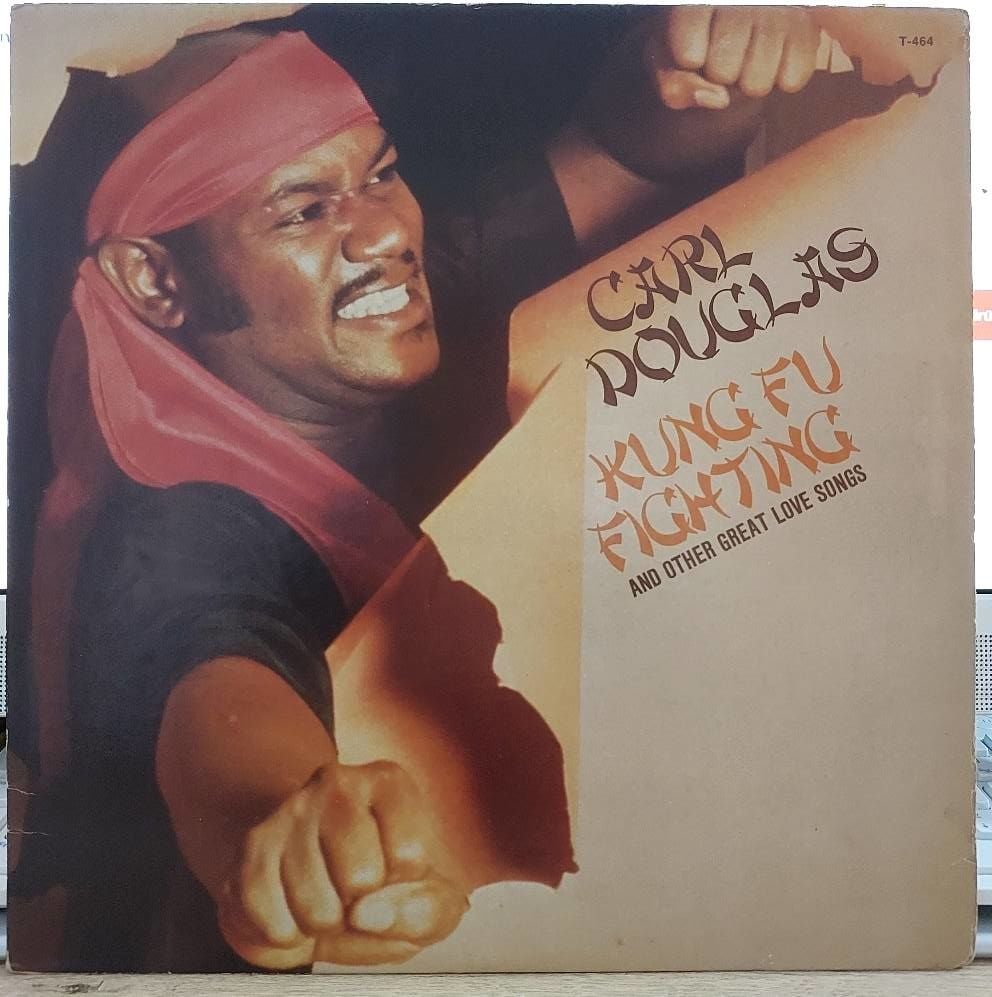 T-464
CARL
DOUGLAS
KUNG FU
FIGHTING
AND OTHER GREAT LOVE SONGS